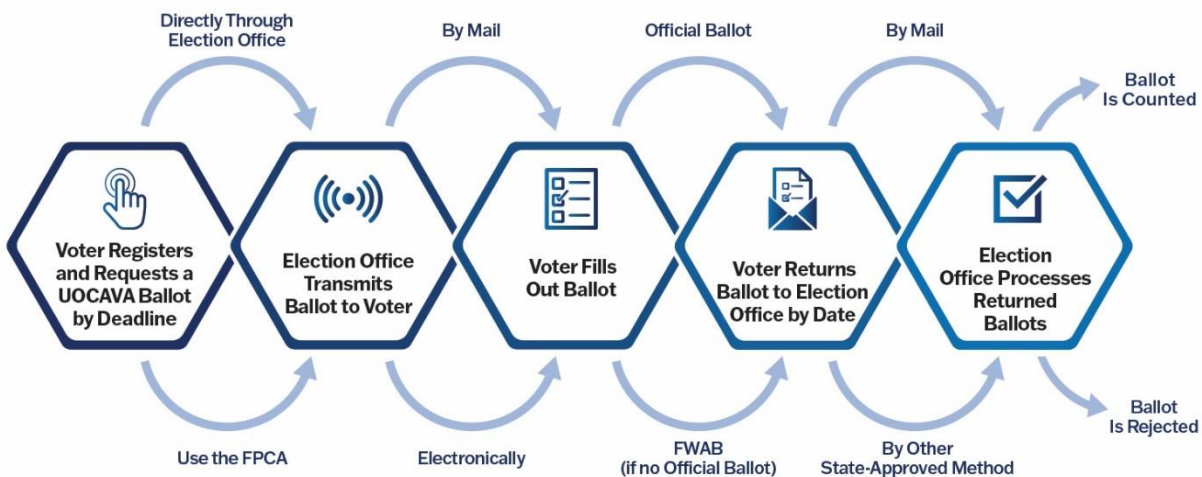 Directly Through
Election Office
By Mail
Official Ballot
By Mail
Ballot
Is Counted
Voter Registers
and Requests a
UOCAVA Ballot
by Deadline
Election Office
Transmits
Ballot to Voter
Voter Fills
Out Ballot
Voter Returns
Ballot to Election
Office by Date
Election
Office Processes
Returned
Ballots
Use the FPCA
Electronically
FWAB
(if no Official Ballot)
By Other
State-Approved Method
Ballot
Is Rejected